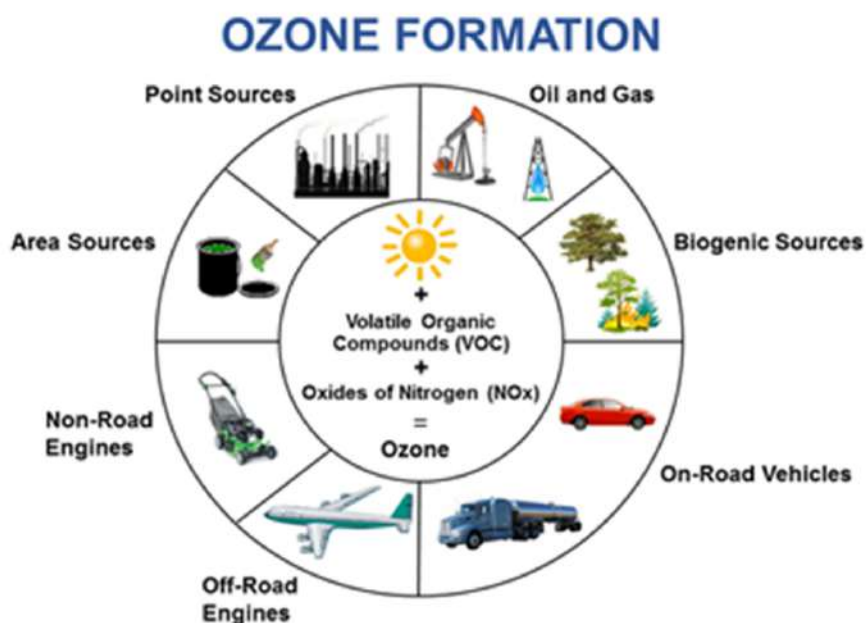 OZONE FORMATION
Point Sources
Oil and Gas
Area Sources
Biogenic Sources
+
Volatile Organic
Compounds (VOC)
+
Oxides of Nitrogen (NOx)
=
Ozone
Non-Road
Engines
On-Road Vehicles
Off-Road
Engines